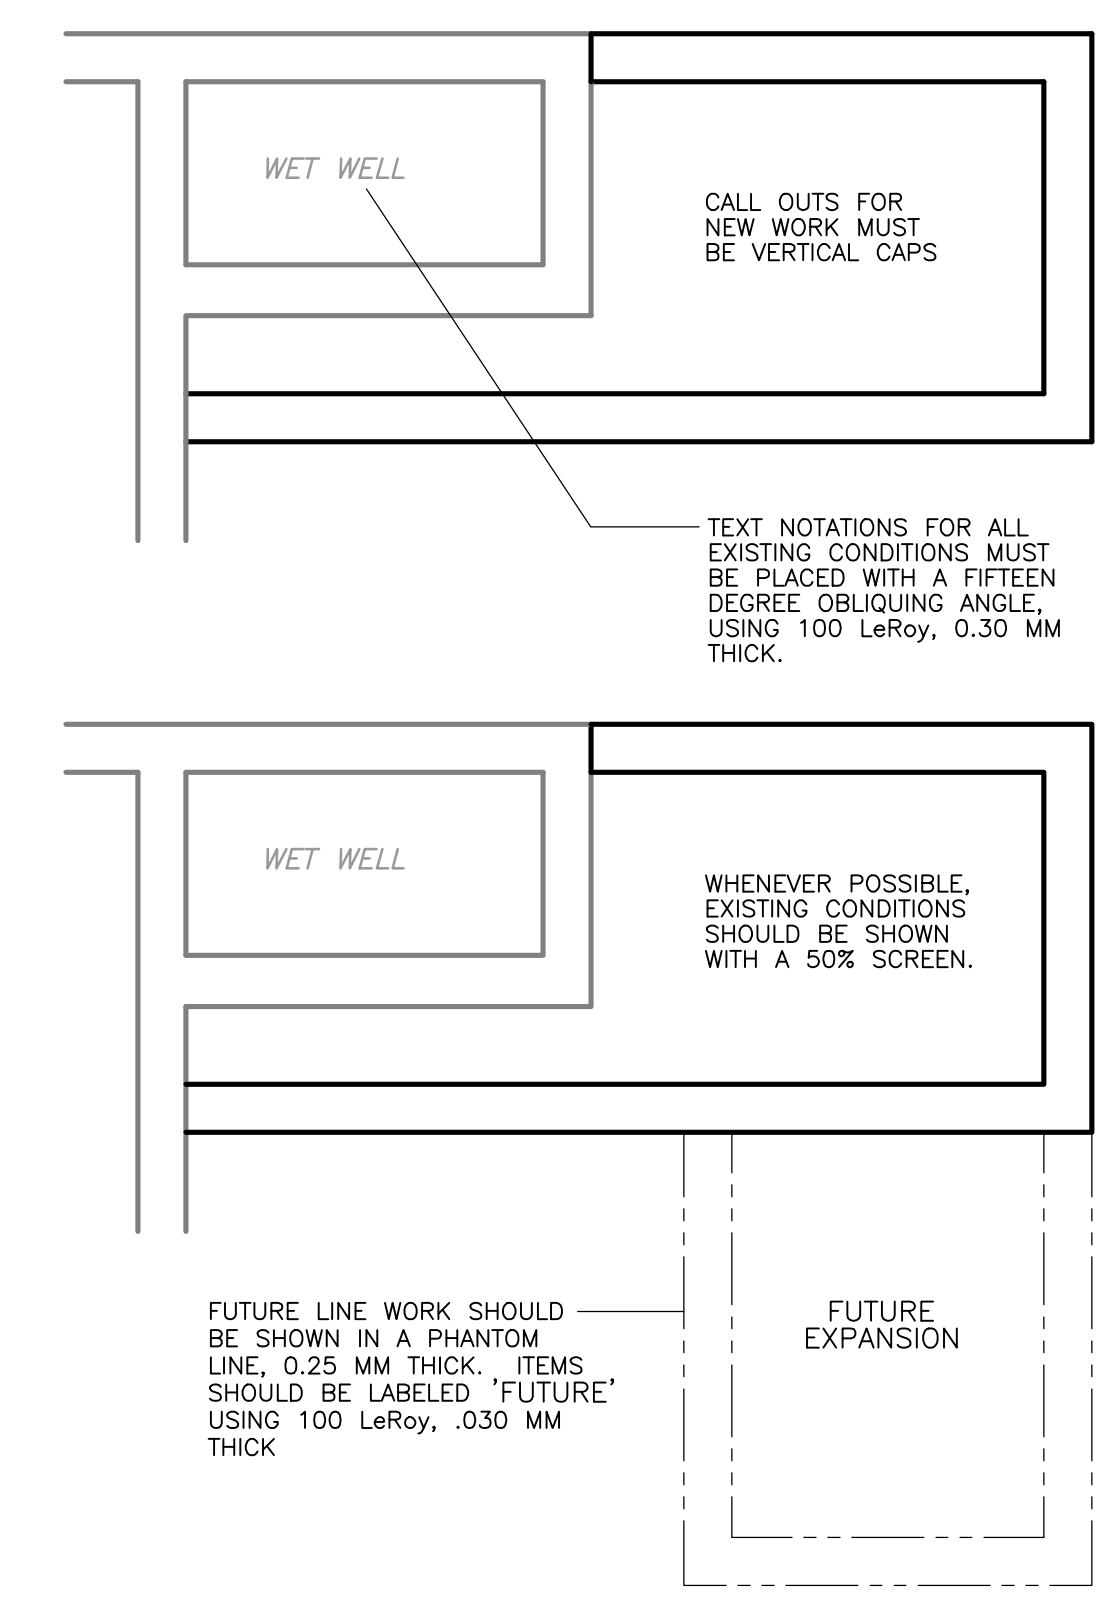 WET WELL
CALL OUTS FOR
NEW WORK MUST
BE VERTICAL CAPS
TEXT NOTATIONS FOR ALL
EXISTING CONDITIONS MUST
BE PLACED WITH A FIFTEEN
DEGREE OBLIQUING ANGLE,
USING 100 LeRoy, 0.30 MM
THICK.
WET WELL
WHENEVER POSSIBLE,
EXISTING CONDITIONS
SHOULD BE SHOWN
WITH A 50% SCREEN.
FUTURE LINE WORK SHOULD
BE SHOWN IN A PHANTOM
LINE, 0.25 MM THICK. ITEMS
SHOULD BE LABELED 'FUTURE'
USING 100 LeRoy, .030 MM
THICK
FUTURE
EXPANSION